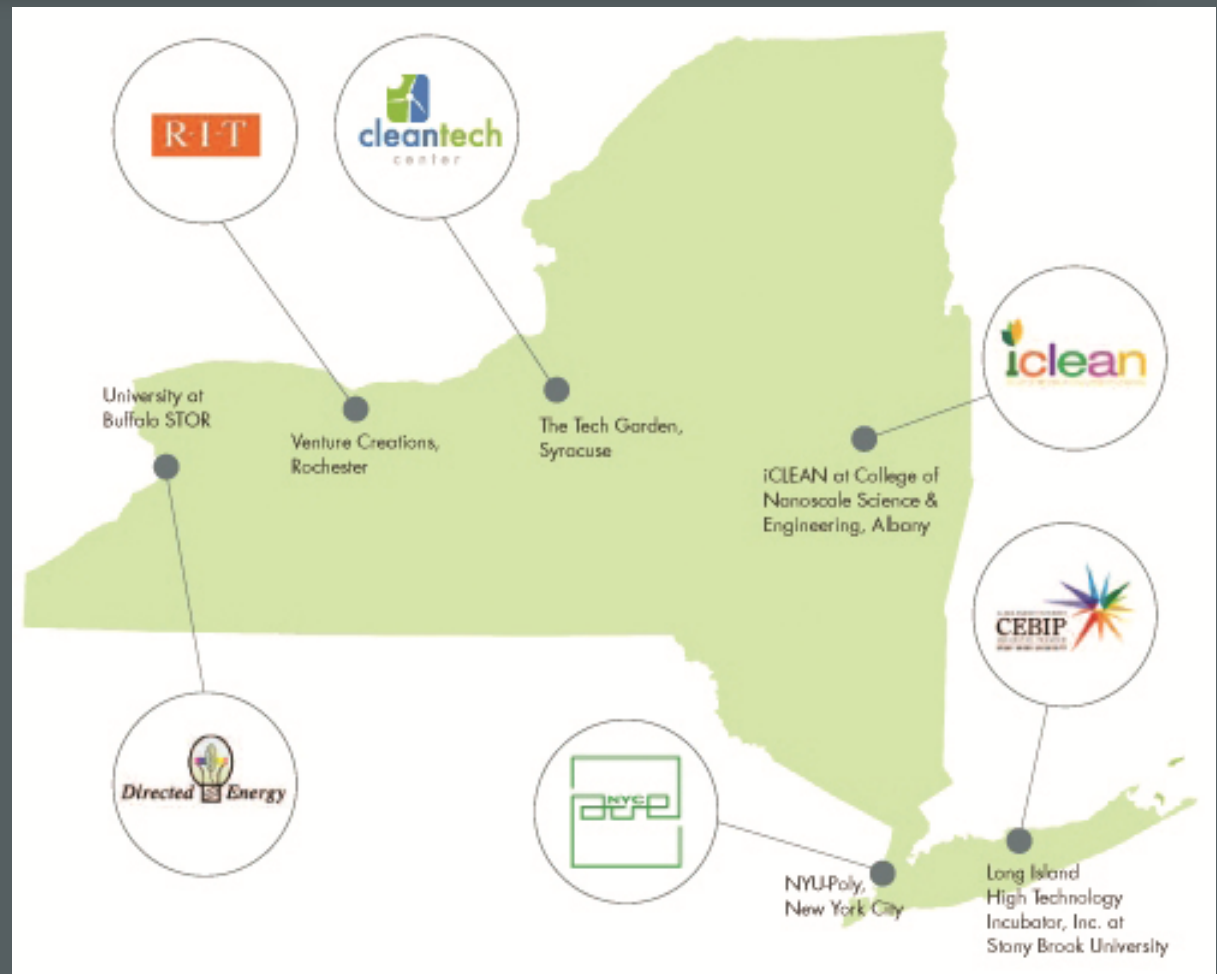 R·I·T
cleantech
center
iclean
University at
Buffalo STOR
Venture Creations,
Rochester
The Tech Garden,
Syracuse
iCLEAN at College of
Nanoscale Science &
Engineering, Albany
CEBIP
Directed Energy
NYC
NYU-Poly,
New York City
Long Island
High Technology
Incubator, Inc. at
Stony Brook University